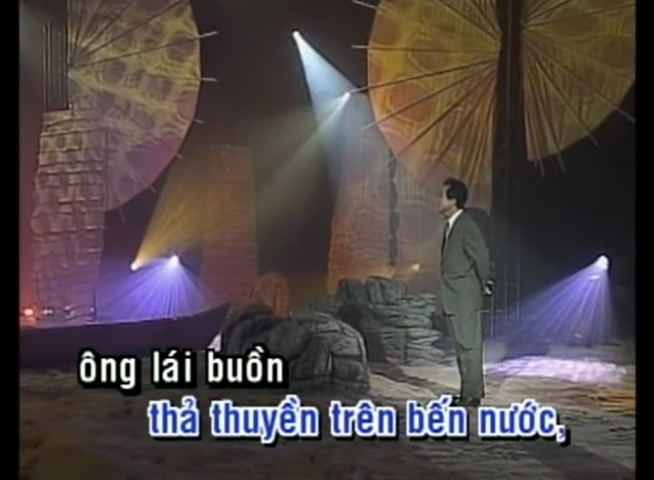 ông lái buồn
thả thuyền trên bến nước,